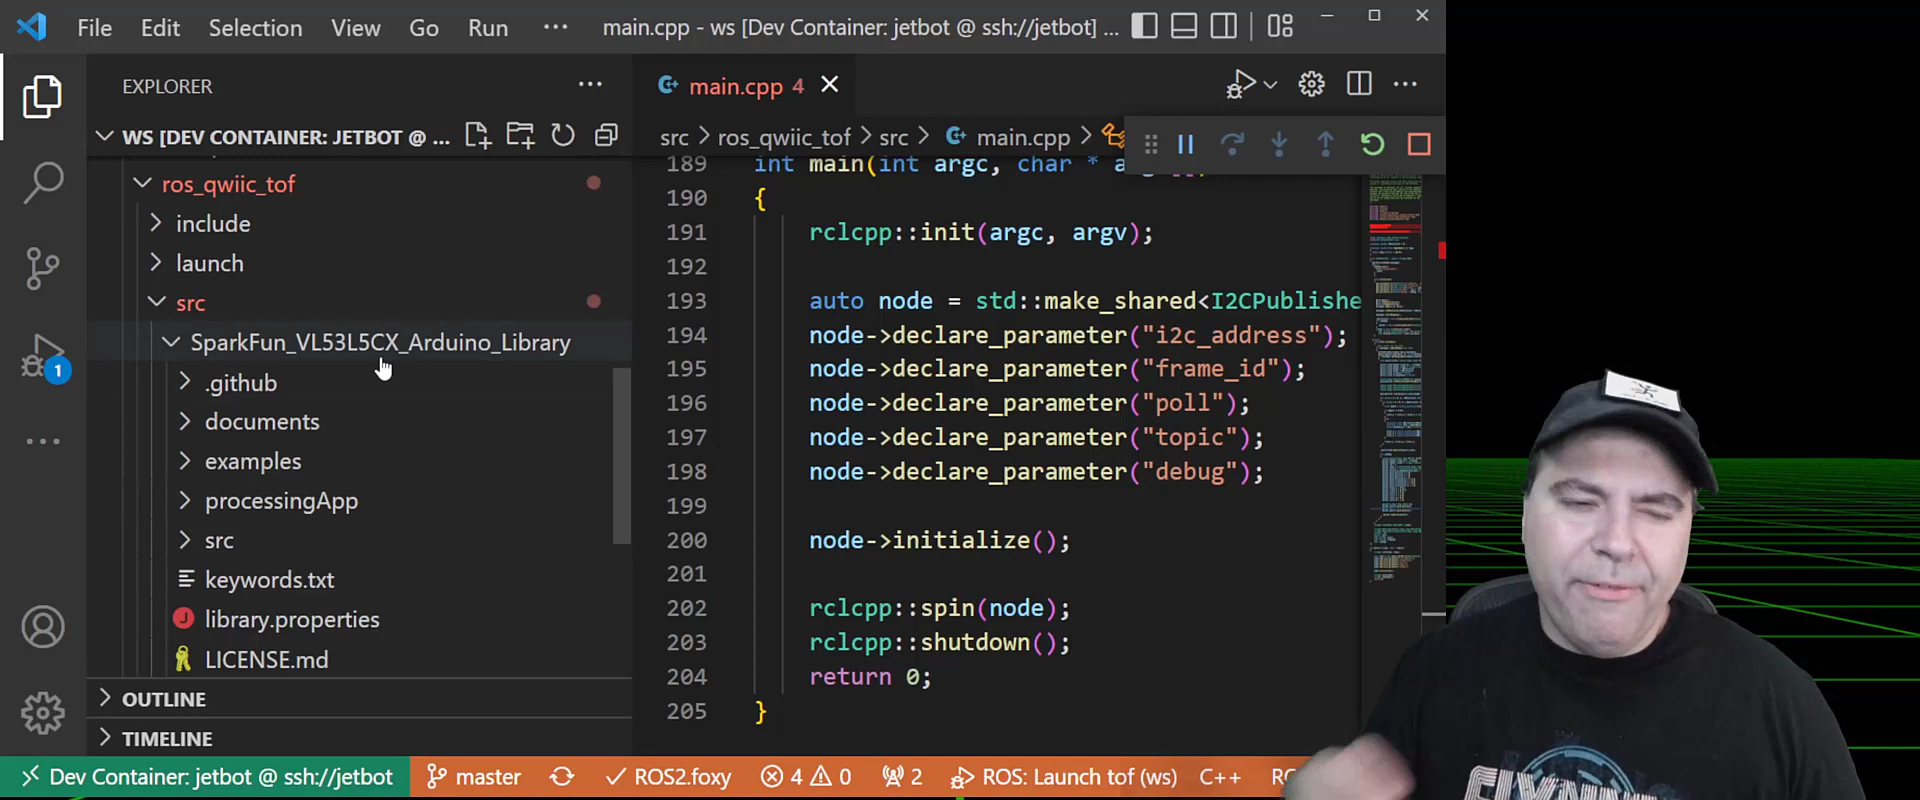 File Edit Selection View Go Run ··· main.cpp - ws [Dev Container: jetbot @ ssh://jetbot] ...
EXPLORER
main.cpp 4
WS [DEV CONTAINER: JETBOT @ ...
src > ros_qwiic_tof > src > main.cpp >
ros_qwiic_tof
include
launch
src
SparkFun_VL53L5CX_Arduino_Library
.github
documents
examples
processingApp
src
keywords.txt
library.properties
LICENSE.md
OUTLINE
TIMELINE
1
189 int main(int argc, char *
190 {
191 rclcpp::init(argc, argv);
192
193 auto node = std::make_shared<I2CPublishe
194 node->declare_parameter("i2c_address");
195 node->declare_parameter("frame_id");
196 node->declare_parameter("poll");
197 node->declare_parameter("topic");
198 node->declare_parameter("debug");
199
200 node->initialize();
201
202 rclcpp::spin(node);
203 rclcpp::shutdown();
204 return 0;
205 }
Dev Container: jetbot @ ssh://jetbot master ROS2.foxy 4 0 2 ROS: Launch tof (ws) C++